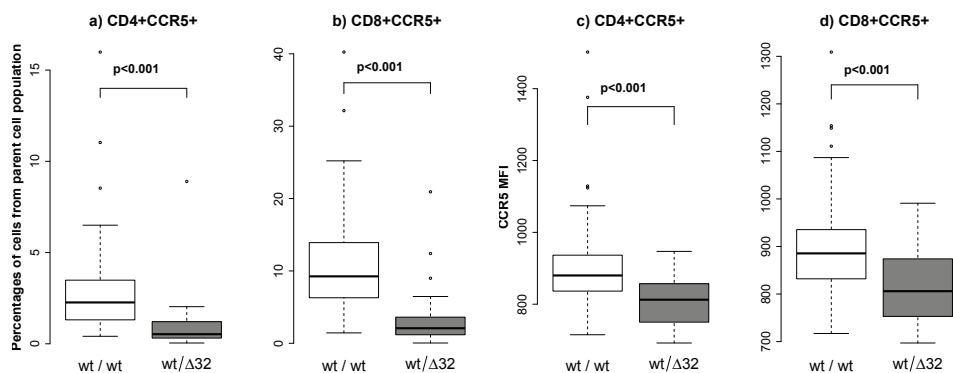 a) CD4+CCR5+
b) CD8+CCR5+
c) CD4+CCR5+
d) CD8+CCR5+
Percentages of cells from parent cell population
15
10
5
0
p<0.001
wt / wt
wt/Δ32
40
30
20
10
0
p<0.001
wt / wt
wt/Δ32
CCR5 MFI
1400
1200
1000
800
p<0.001
wt / wt
wt/Δ32
1300
1200
1100
1000
900
800
700
p<0.001
wt / wt
wt/Δ32